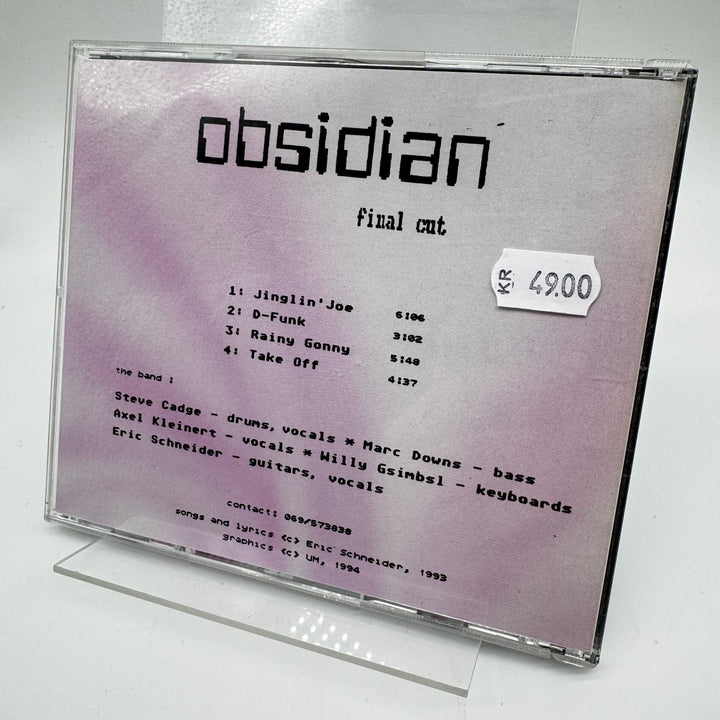 obsidian
final cut
KR 49.00
1: Jinglin'Joe 6:06
2: D-Funk 3:02
3: Rainy Gonny 5:48
4: Take Off 4:37
the band :
Steve Cadge - drums, vocals * Marc Downs - bass
Axel Kleinert - vocals * Willy Gsimbsl - keyboards
Eric Schneider - guitars, vocals
contact: 069/573838
songs and lyrics <c> Eric Schneider, 1993
graphics <c> UM, 1994